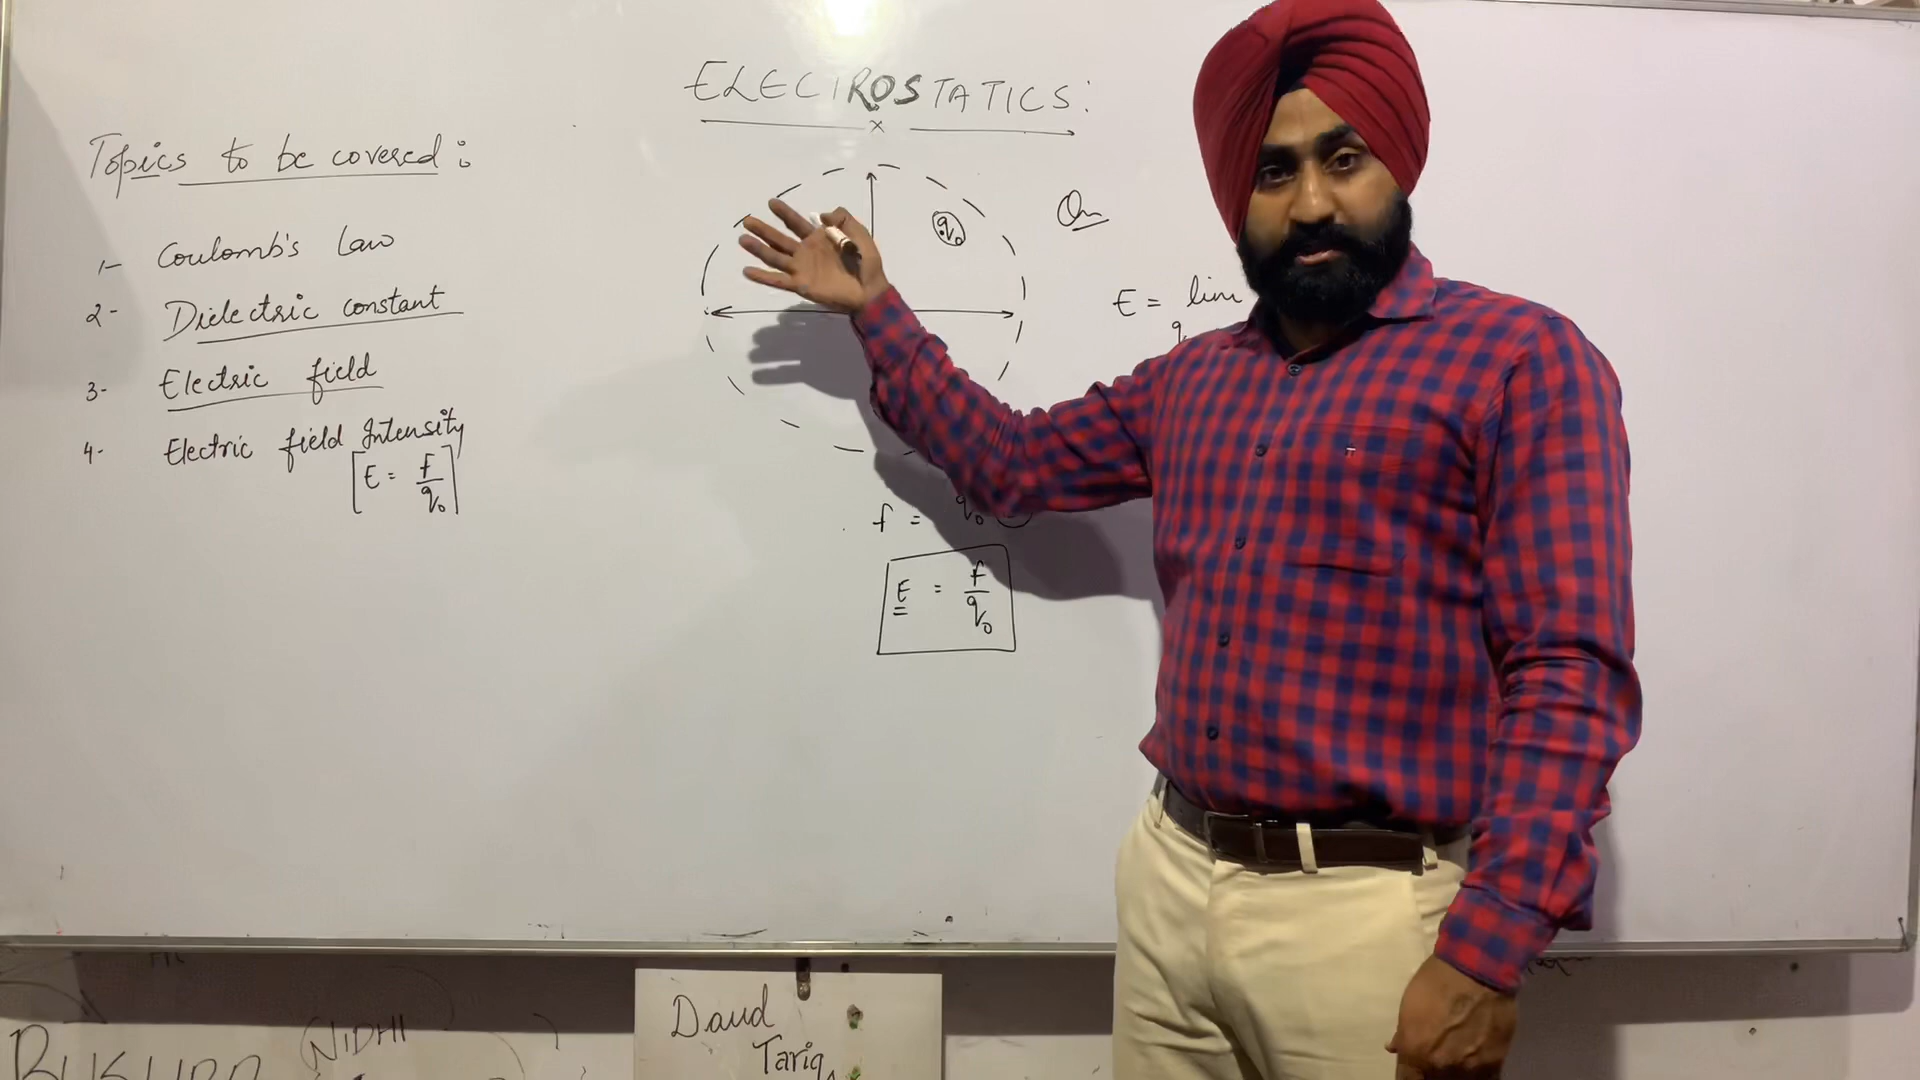 ELECTROSTATICS:
x
Topics to be covered:
1- Coulomb's Law
2- Dielectric constant
3- Electric field
4- Electric field Intensity
[E = f/q₀]
q₀
E = lim
q
f = q₀
E = f/q₀
NIDHI
Daud
Tariq